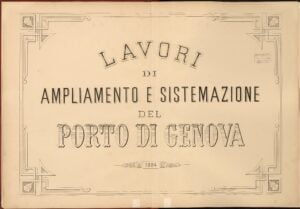 LAVORI
DI
AMPLIAMENTO E SISTEMAZIONE
DEL
PORTO DI GENOVA